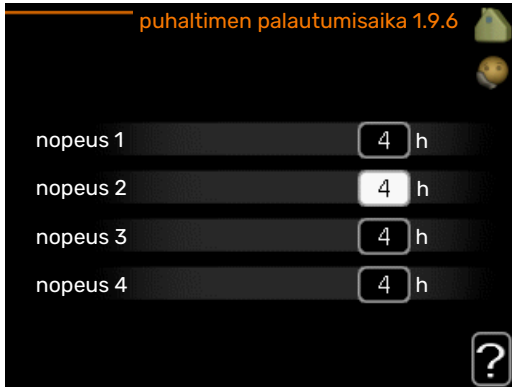 puhaltimen palautumisaika 1.9.6
nopeus 1 4 h
nopeus 2 4 h
nopeus 3 4 h
nopeus 4 4 h
?